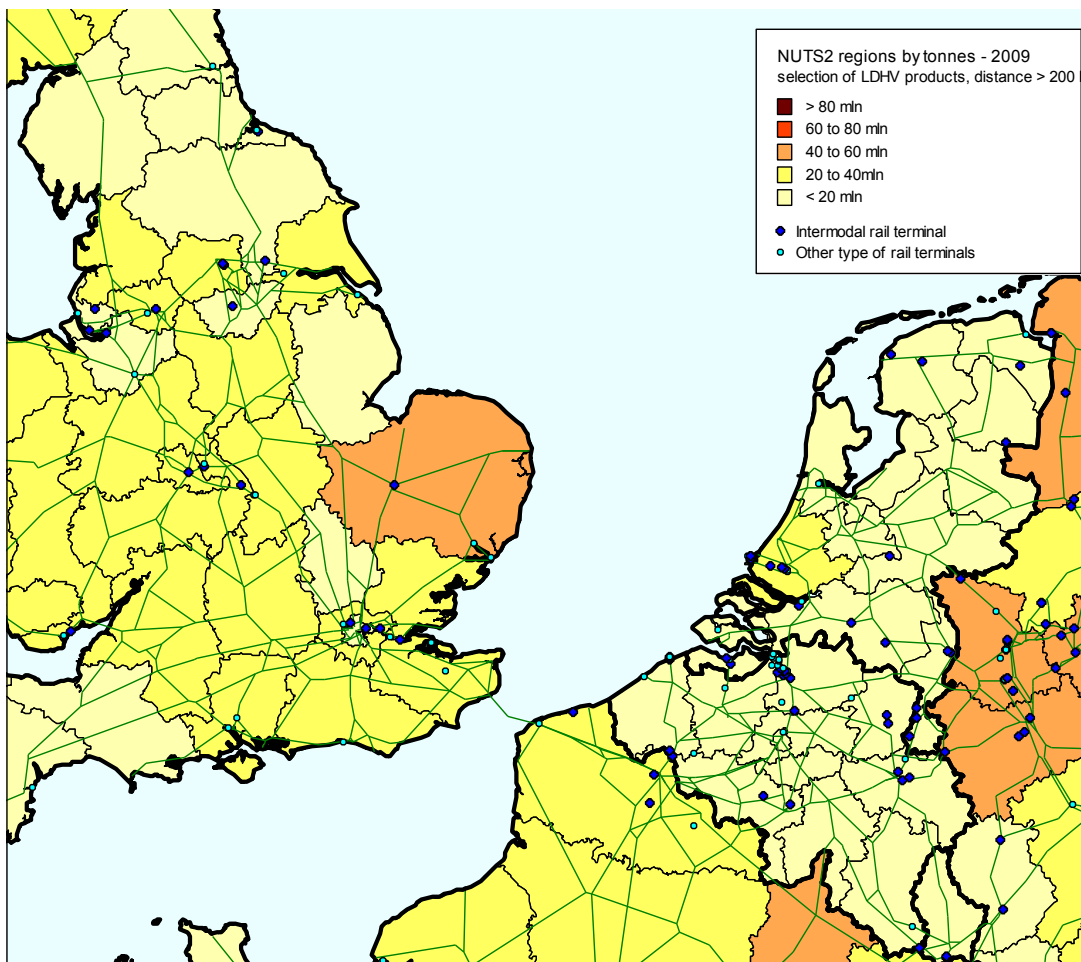 NUTS2 regions by tonnes - 2009
selection of LDHV products, distance > 200
> 80 mln
60 to 80 mln
40 to 60 mln
20 to 40mln
< 20 mln
Intermodal rail terminal
Other type of rail terminals